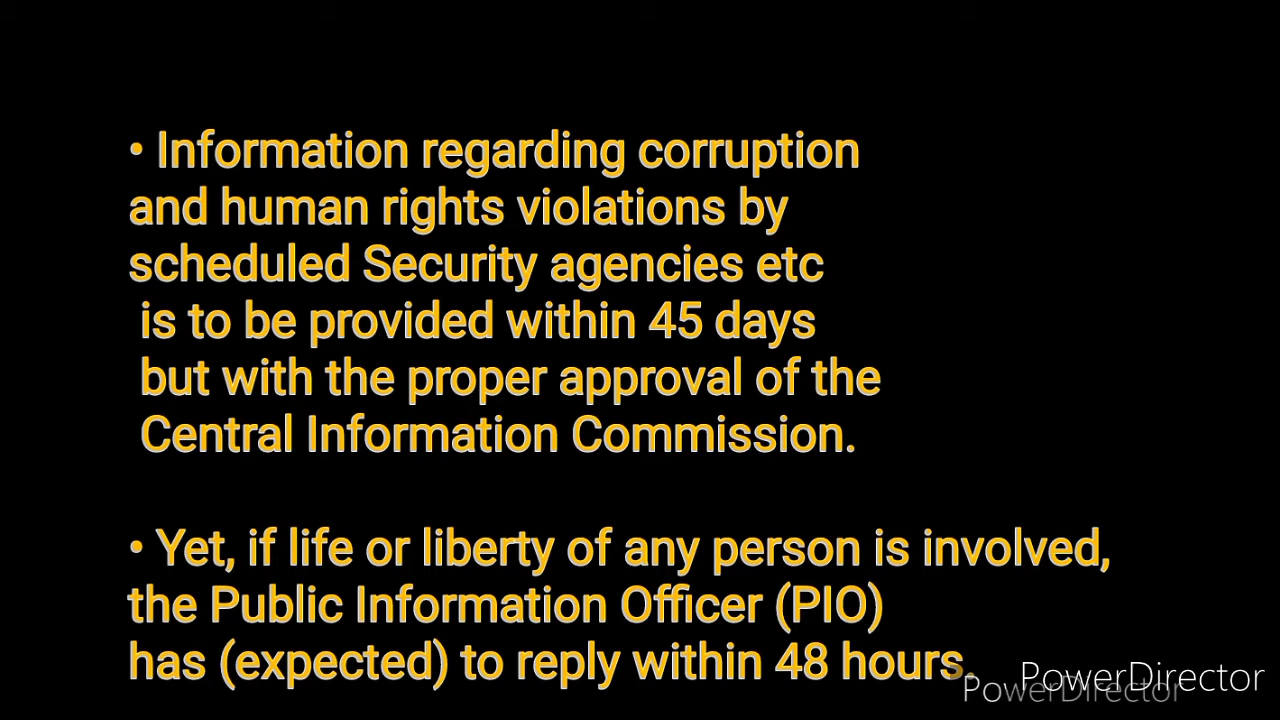 • Information regarding corruption
and human rights violations by
scheduled Security agencies etc
is to be provided within 45 days
but with the proper approval of the
Central Information Commission.
• Yet, if life or liberty of any person is involved,
the Public Information Officer (PIO)
has (expected) to reply within 48 hours.
PowerDirector
PowerDirector